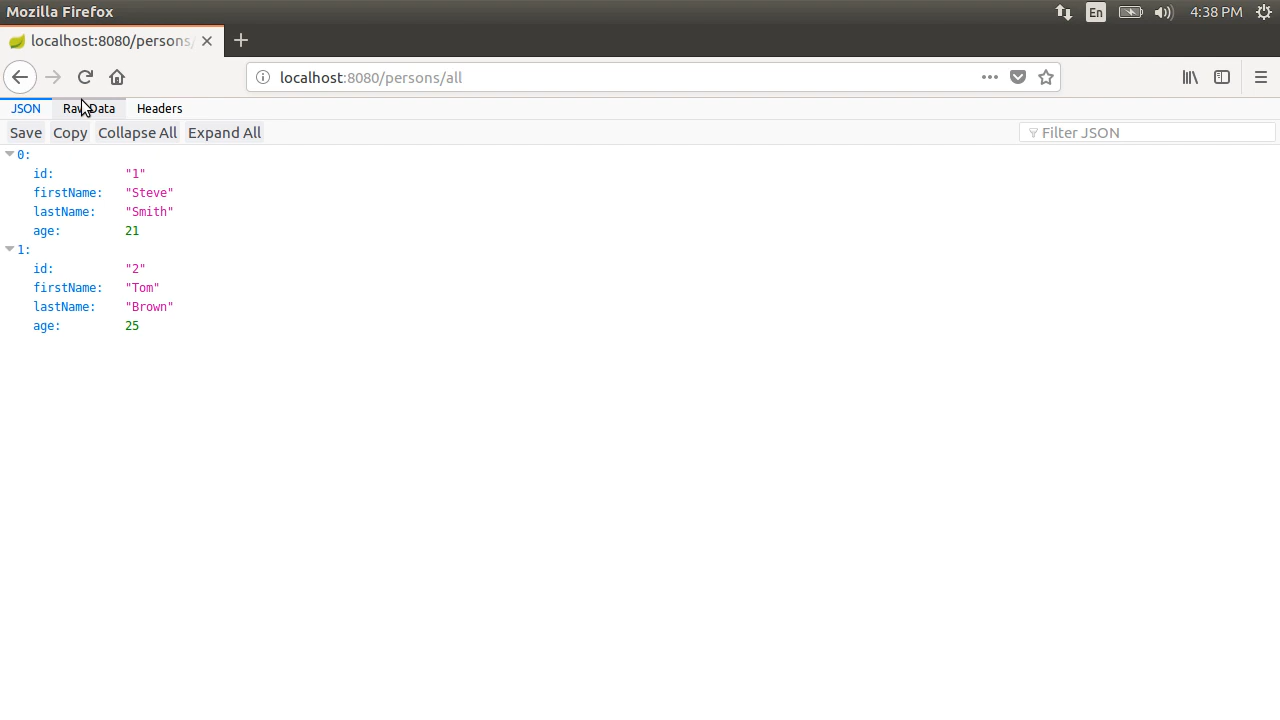 Mozilla Firefox En 4:38 PM
localhost:8080/persons/
localhost:8080/persons/all
JSON Raw Data Headers
Save Copy Collapse All Expand All Filter JSON
0:
id: "1"
firstName: "Steve"
lastName: "Smith"
age: 21
1:
id: "2"
firstName: "Tom"
lastName: "Brown"
age: 25